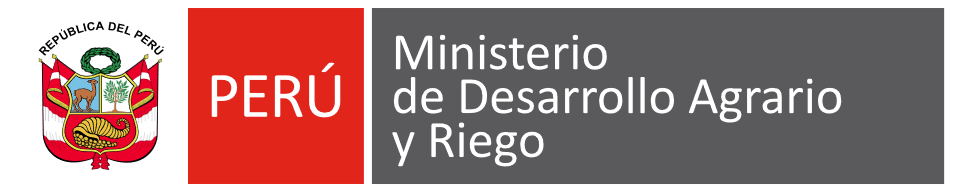 REPÚBLICA DEL PERÚ
PERÚ
Ministerio
de Desarrollo Agrario
y Riego